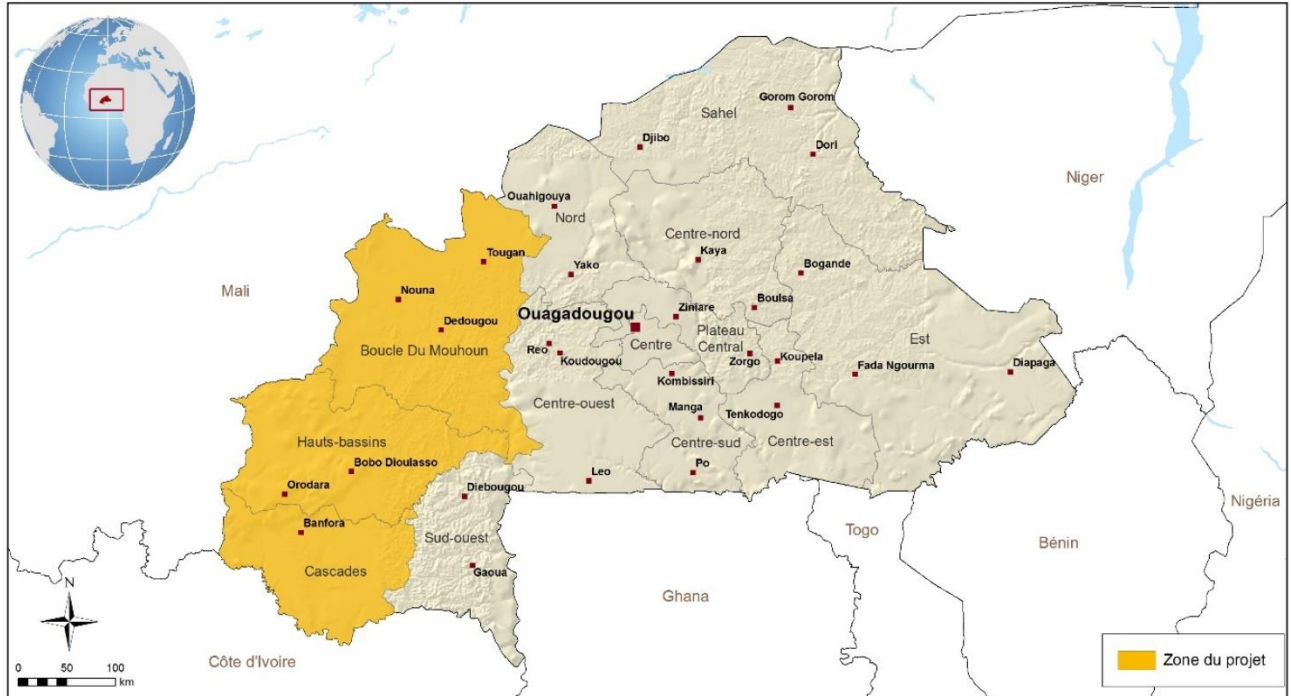 Gorom Gorom
Sahel
Djibo
Dori
Niger
Ouahigouya
Nord
Centre-nord
Kaya
Tougan
Yako
Bogande
Mali
Nouna
Boulsa
Ziniare
Ouagadougou
Dedougou
Plateau
Central
Centre
Est
Boucle Du Mouhoun
Reo
Koudougou
Zorgo
Koupela
Fada Ngourma
Diapaga
Kombissiri
Centre-ouest
Manga
Tenkodogo
Hauts-bassins
Centre-sud
Centre-est
Bobo Dioulasso
Po
Leo
Orodara
Diebougou
Nigéria
Banfora
Togo
Sud-ouest
Bénin
Cascades
Gaoua
N
Ghana
Côte d'Ivoire
Zone du projet
0 50 100
km